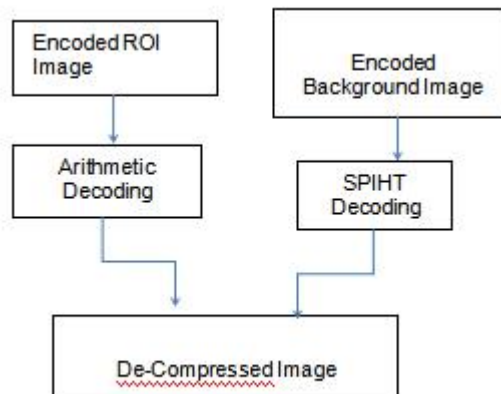 Encoded ROI
Image
Encoded
Background Image
Arithmetic
Decoding
SPIHT
Decoding
De-Compressed Image